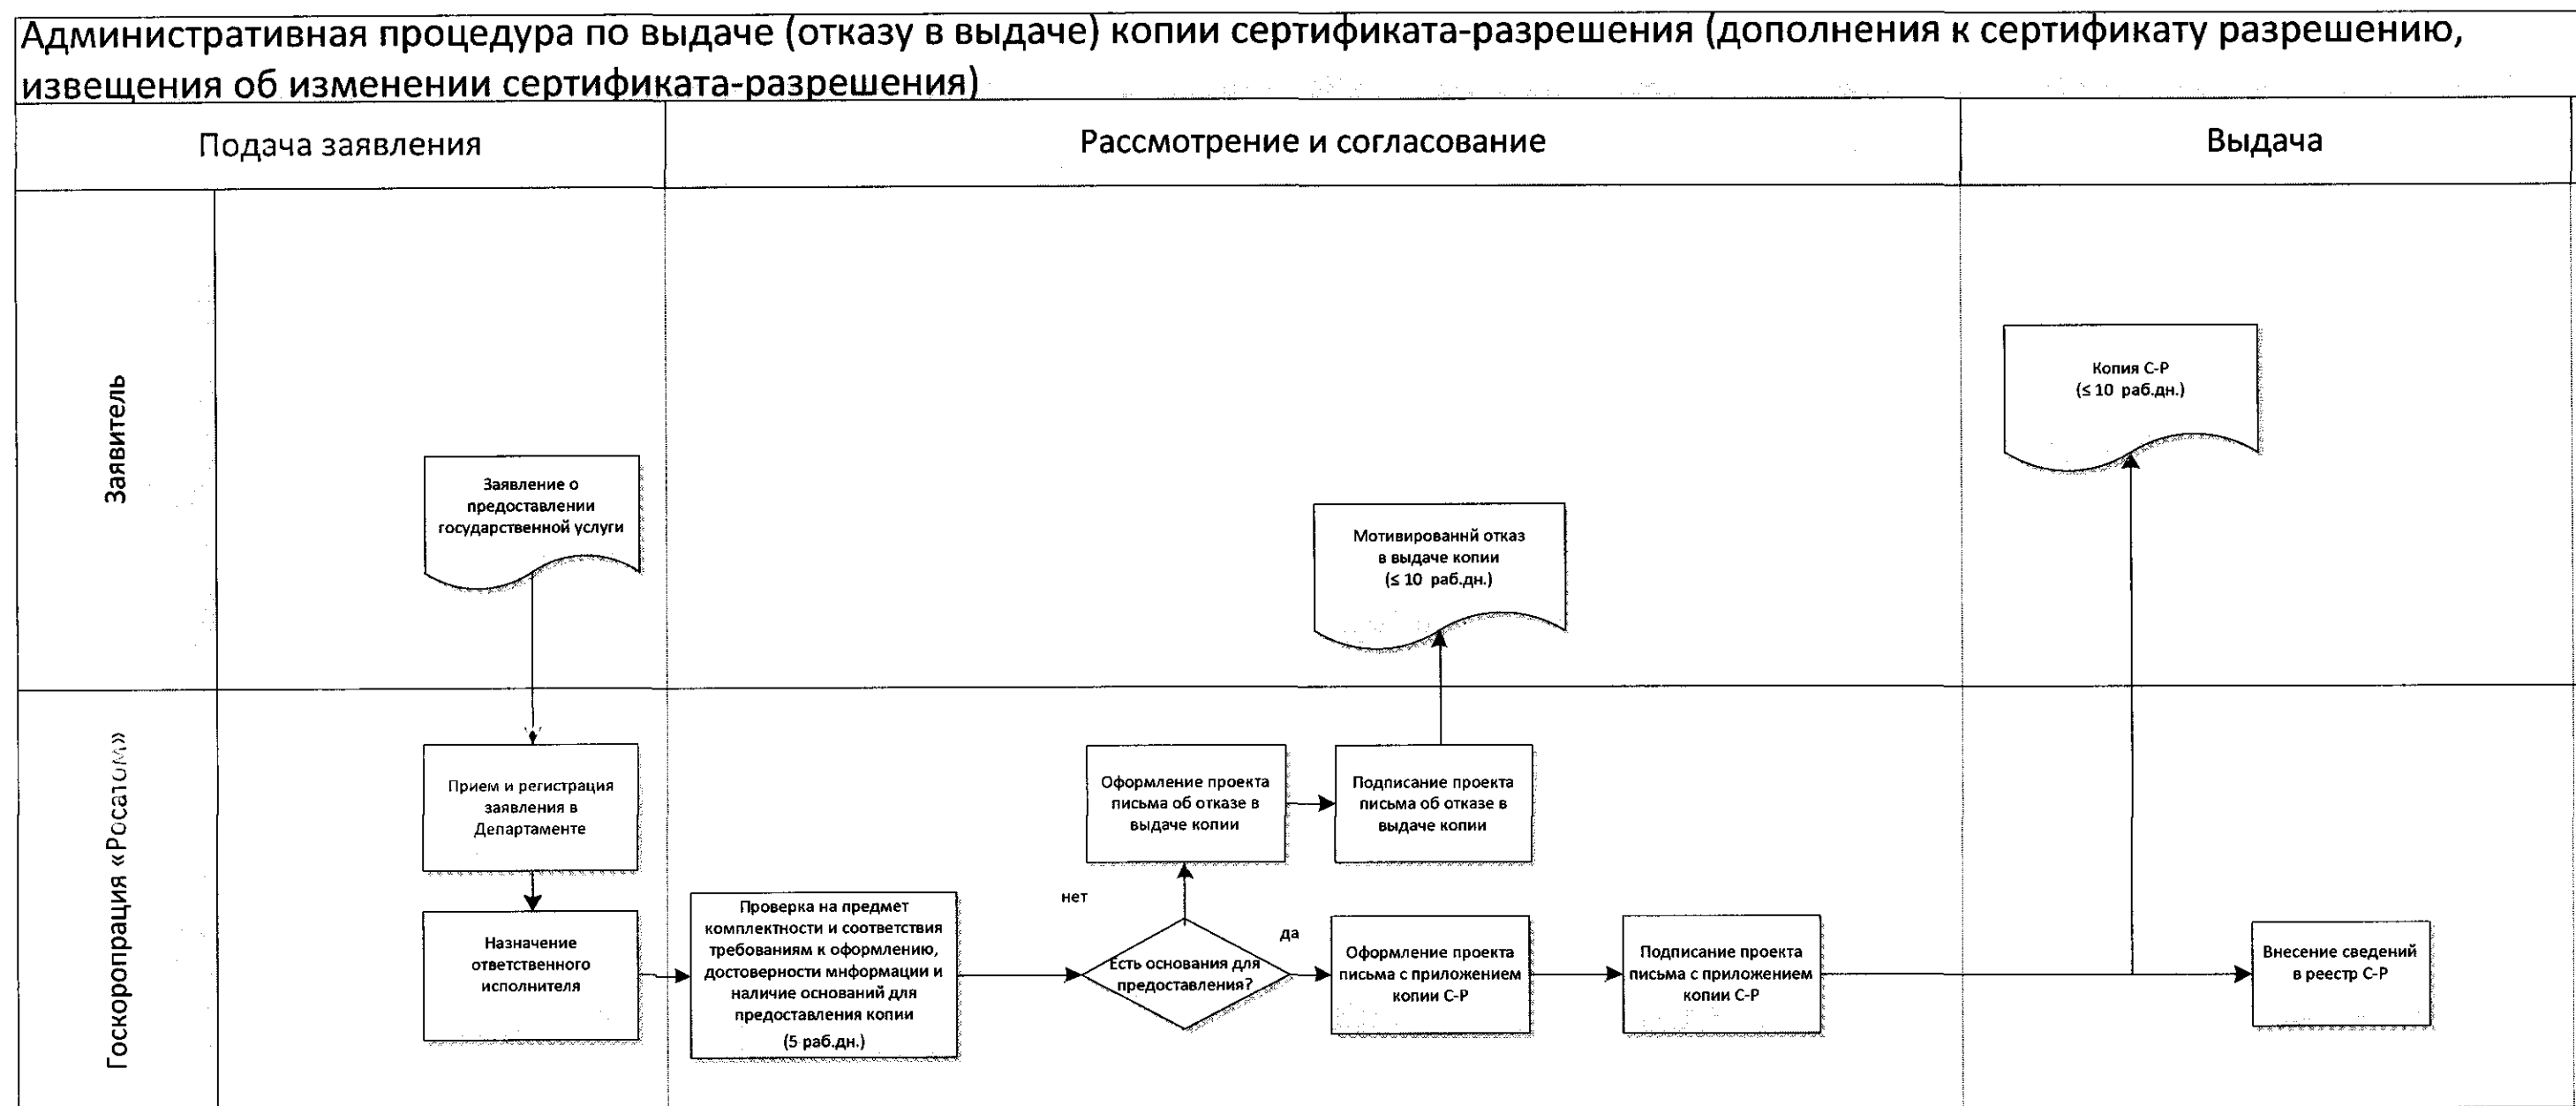 Административная процедура по выдаче (отказу в выдаче) копии сертификата-разрешения (дополнения к сертификату разрешению,
извещения об изменении сертификата-разрешения)
Подача заявления
Рассмотрение и согласование
Выдача
Заявитель
Заявление о
предоставлении
государственной услуги
Мотивированнй отказ
в выдаче копии
(≤ 10 раб.дн.)
Копия С-Р
(≤ 10 раб.дн.)
Госкоропрация «Росатом»
Прием и регистрация
заявления в
Департаменте
Назначение
ответственного
исполнителя
Проверка на предмет
комплектности и соответствия
требованиям к оформлению,
достоверности мнформации и
наличие оснований для
предоставления копии
(5 раб.дн.)
нет
Есть основания для
предоставления?
да
Оформление проекта
письма об отказе в
выдаче копии
Подписание проекта
письма об отказе в
выдаче копии
Оформление проекта
письма с приложением
копии С-Р
Подписание проекта
письма с приложением
копии С-Р
Внесение сведений
в реестр С-Р